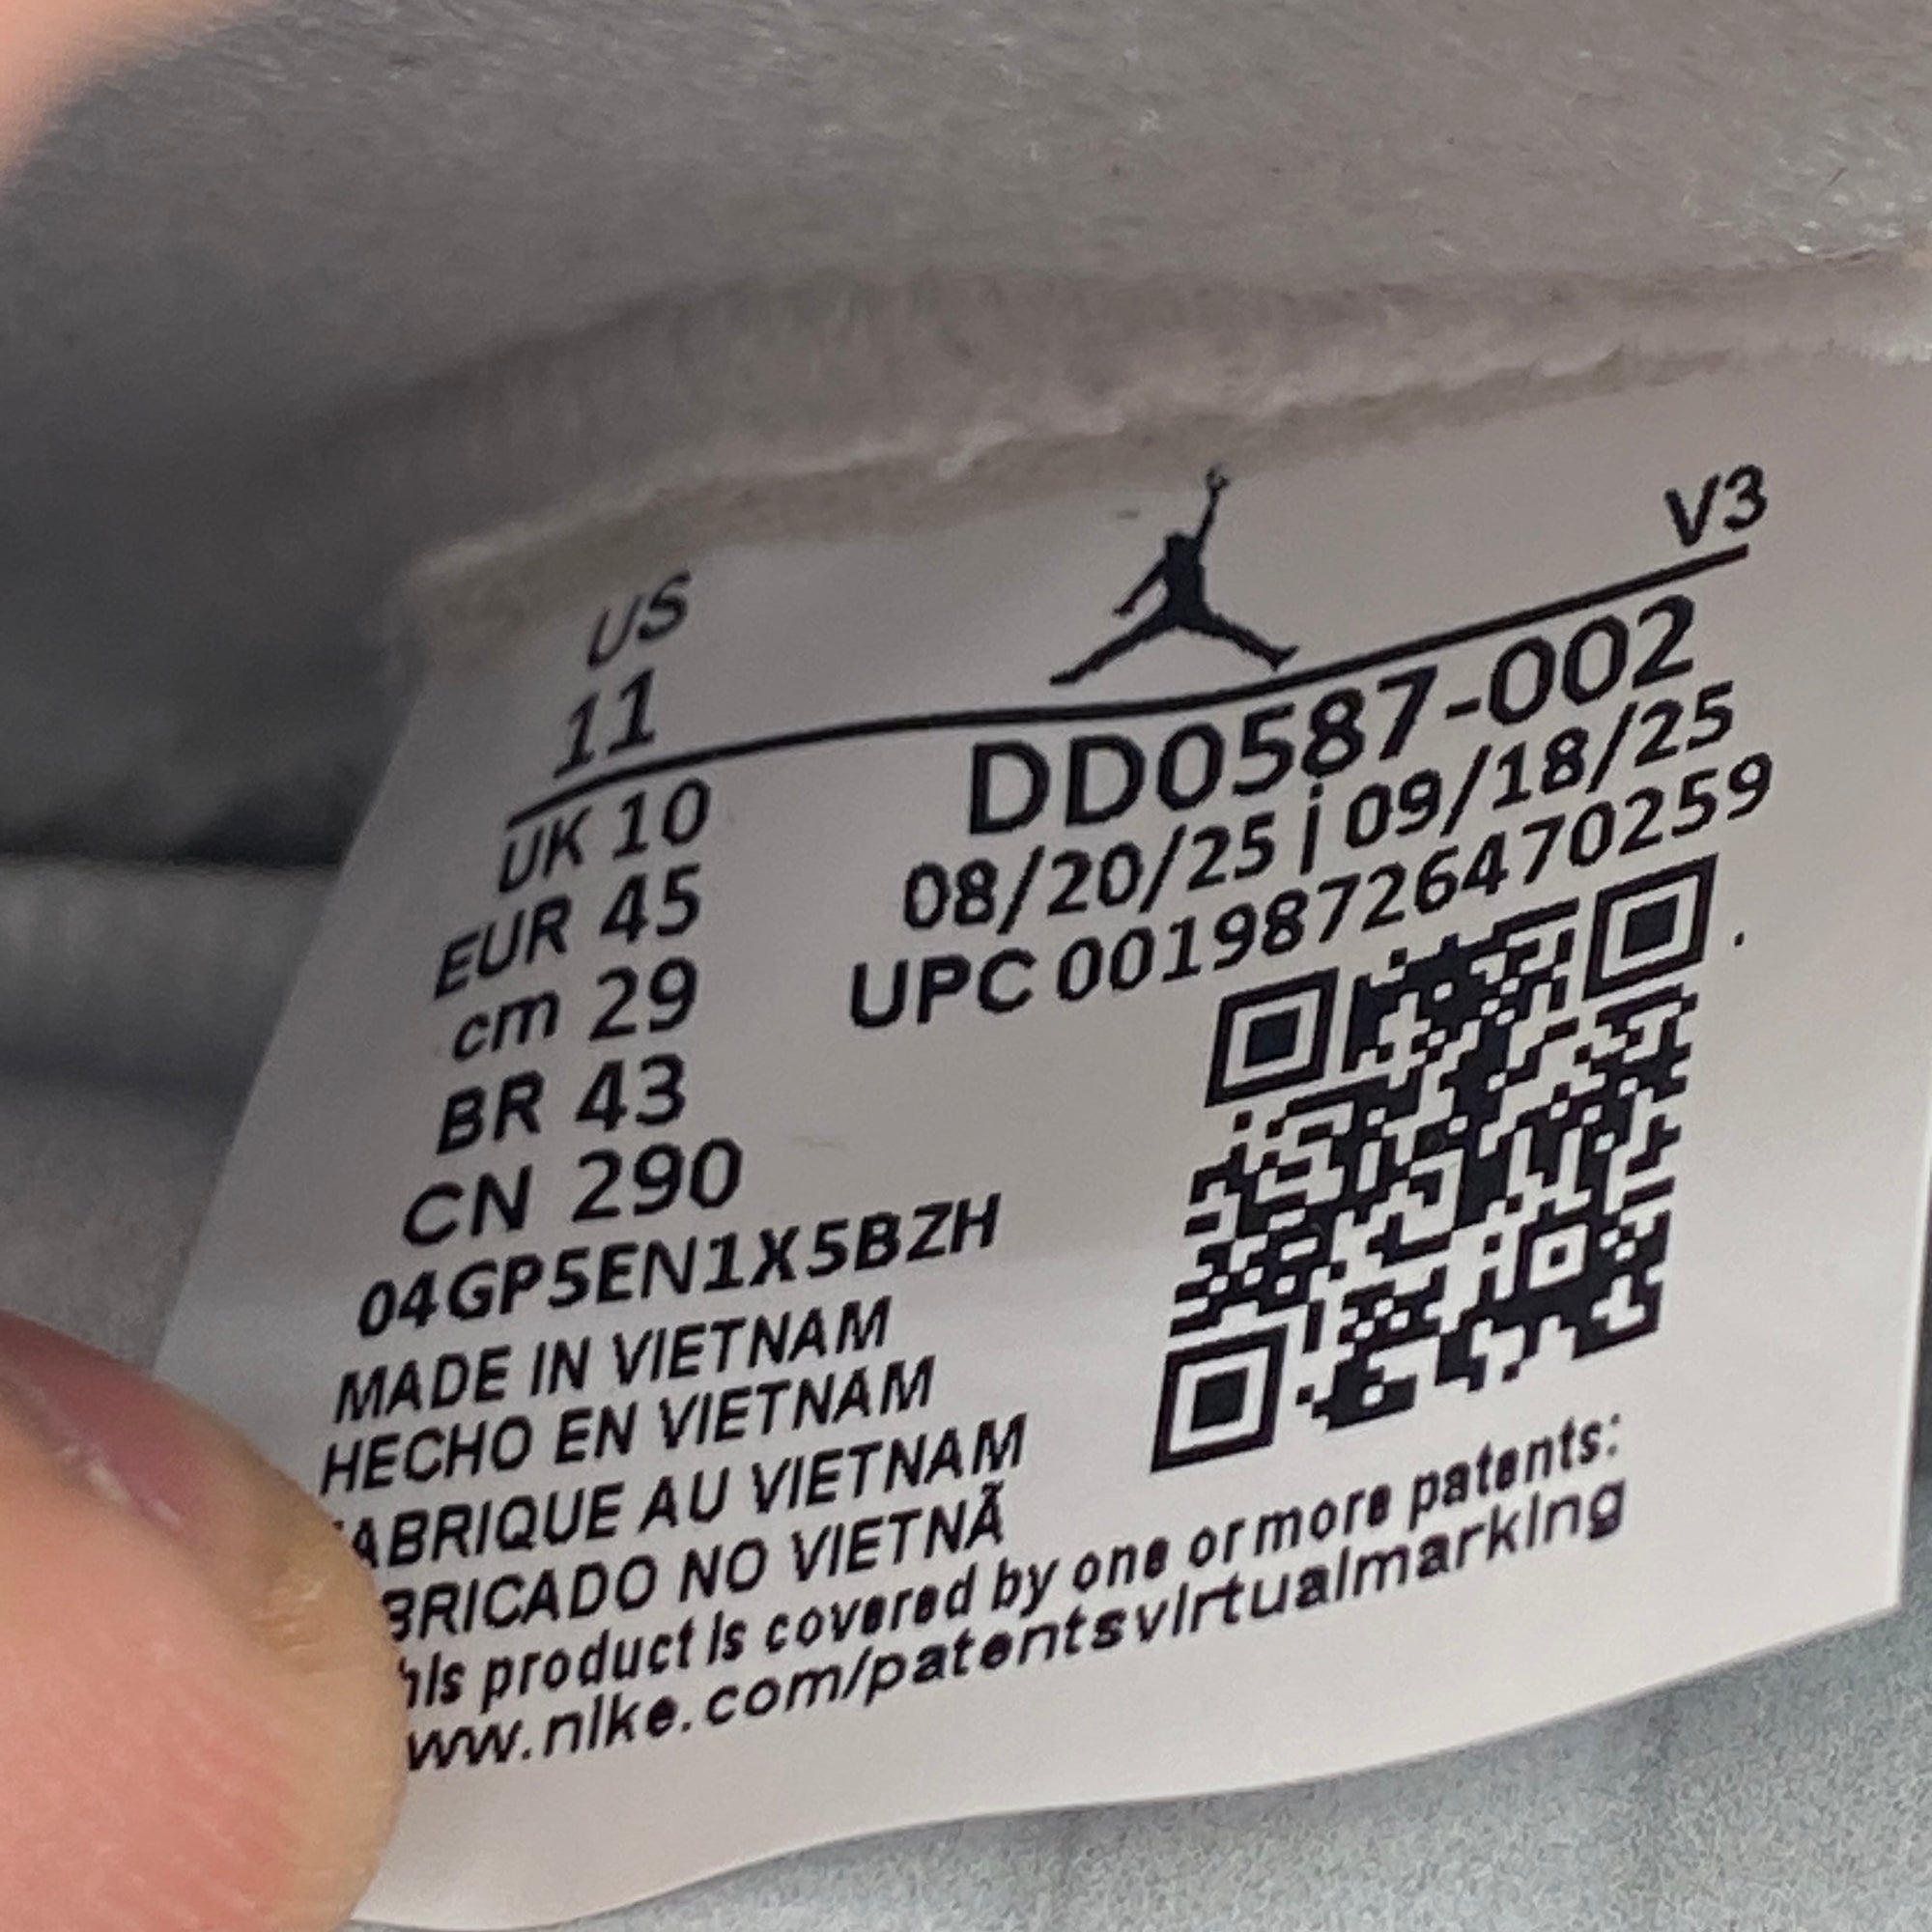 US
11
V3
UK 10
EUR 45
cm 29
BR 43
CN 290
DD0587-002
08/20/25 | 09/18/25
UPC 00198726470259
04GP5EN1X5BZH
MADE IN VIETNAM
HECHO EN VIETNAM
ABRIQUE AU VIETNAM
BRICADO NO VIETNÃ
his product is covered by one or more patents:
ww.nike.com/patentsvirtualmarking